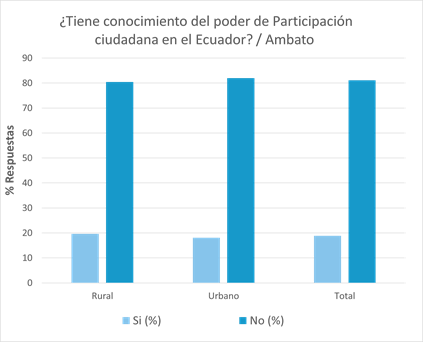 ¿Tiene conocimiento del poder de Participación
ciudadana en el Ecuador? / Ambato
% Respuestas
90
80
70
60
50
40
30
20
10
0
Rural
Urbano
Total
Si (%)
No (%)